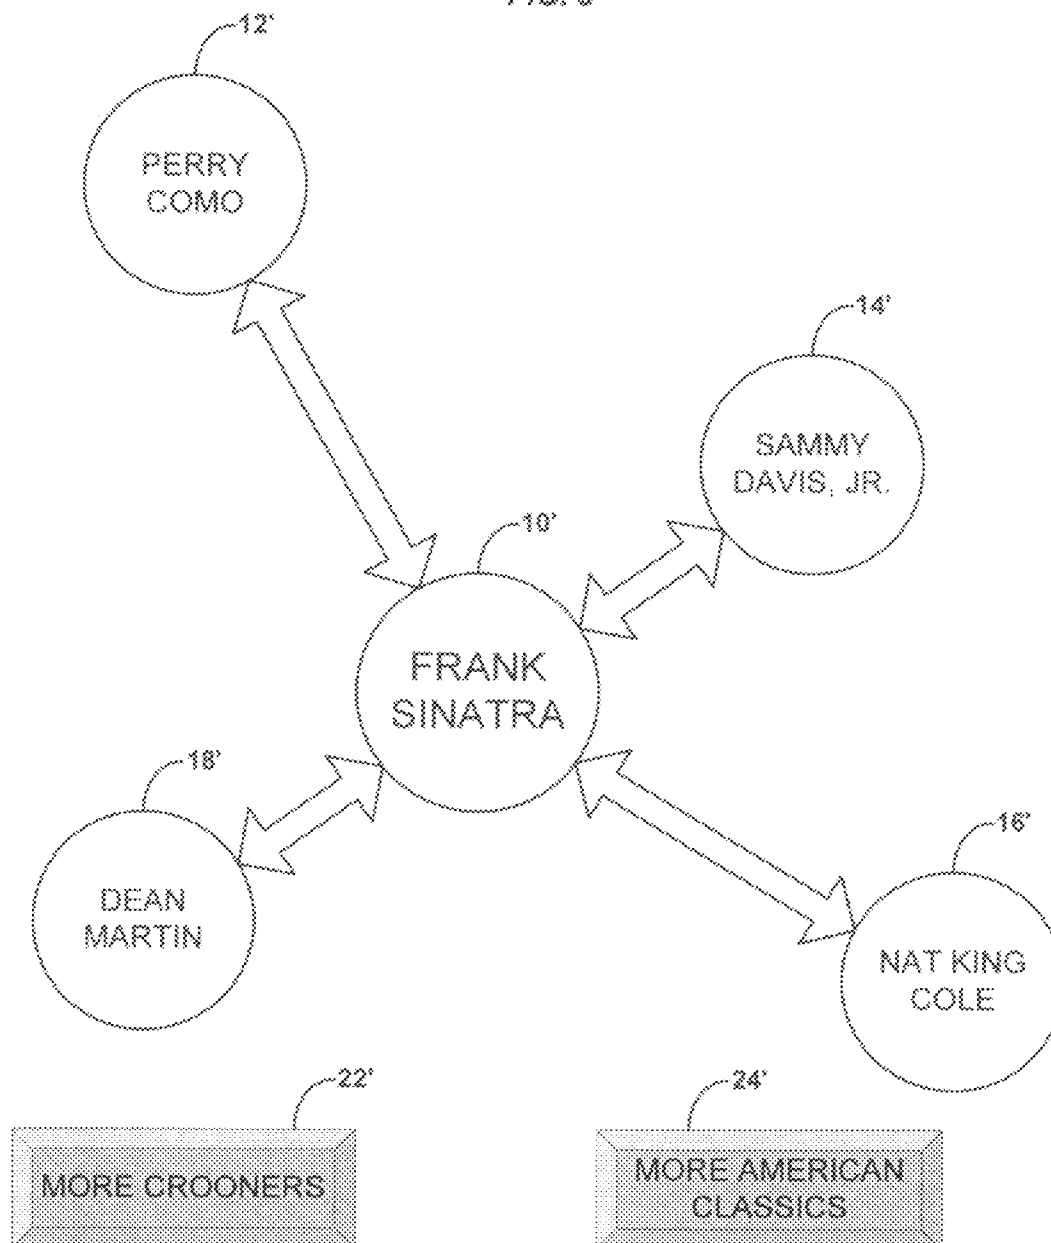 12'
PERRY
COMO
14'
SAMMY
DAVIS, JR.
10'
FRANK
SINATRA
18'
DEAN
MARTIN
16'
NAT KING
COLE
22'
MORE CROONERS
24'
MORE AMERICAN
CLASSICS